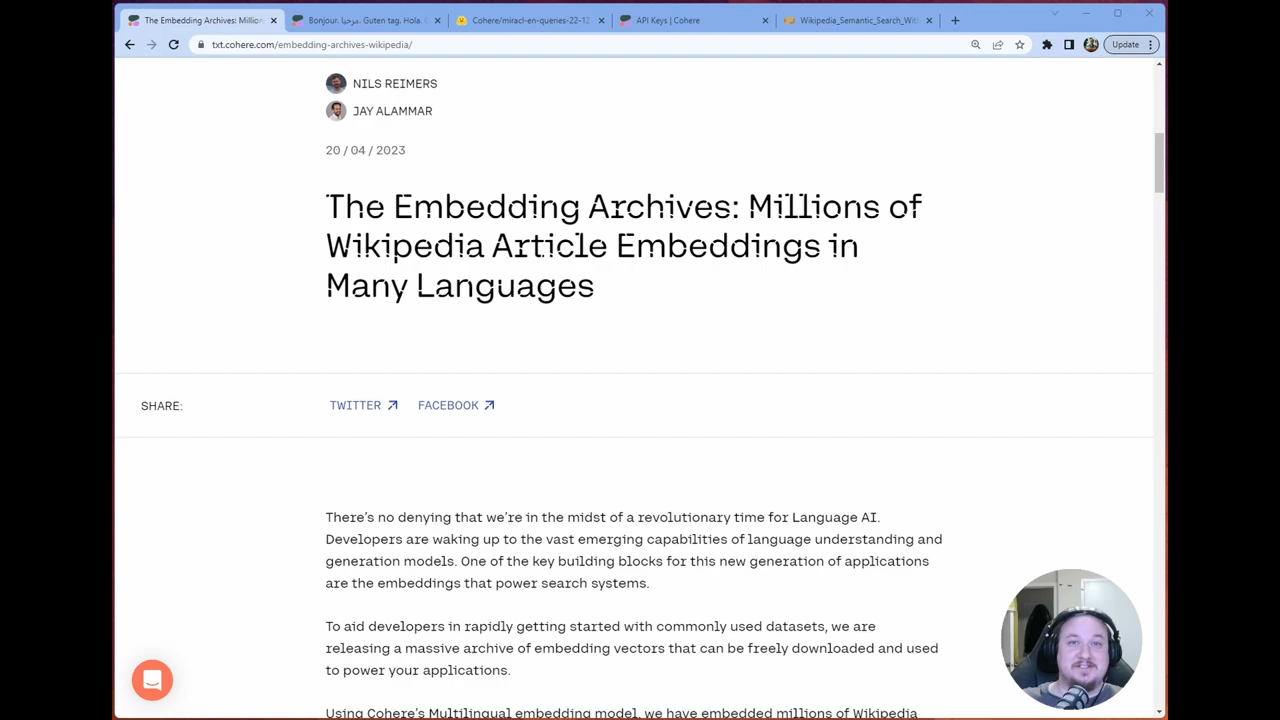 The Embedding Archives: Million
Bonjour. مرحبا. Guten tag. Hola.
Cohere/miracl-en-queries-22-12
API Keys | Cohere
Wikipedia_Semantic_Search_With
txt.cohere.com/embedding-archives-wikipedia/
Update
NILS REIMERS
JAY ALAMMAR
20 / 04 / 2023
The Embedding Archives: Millions of
Wikipedia Article Embeddings in
Many Languages
SHARE:
TWITTER
FACEBOOK
There's no denying that we're in the midst of a revolutionary time for Language AI.
Developers are waking up to the vast emerging capabilities of language understanding and
generation models. One of the key building blocks for this new generation of applications
are the embeddings that power search systems.
To aid developers in rapidly getting started with commonly used datasets, we are
releasing a massive archive of embedding vectors that can be freely downloaded and used
to power your applications.
Using Cohere's Multilingual embedding model, we have embedded millions of Wikipedia